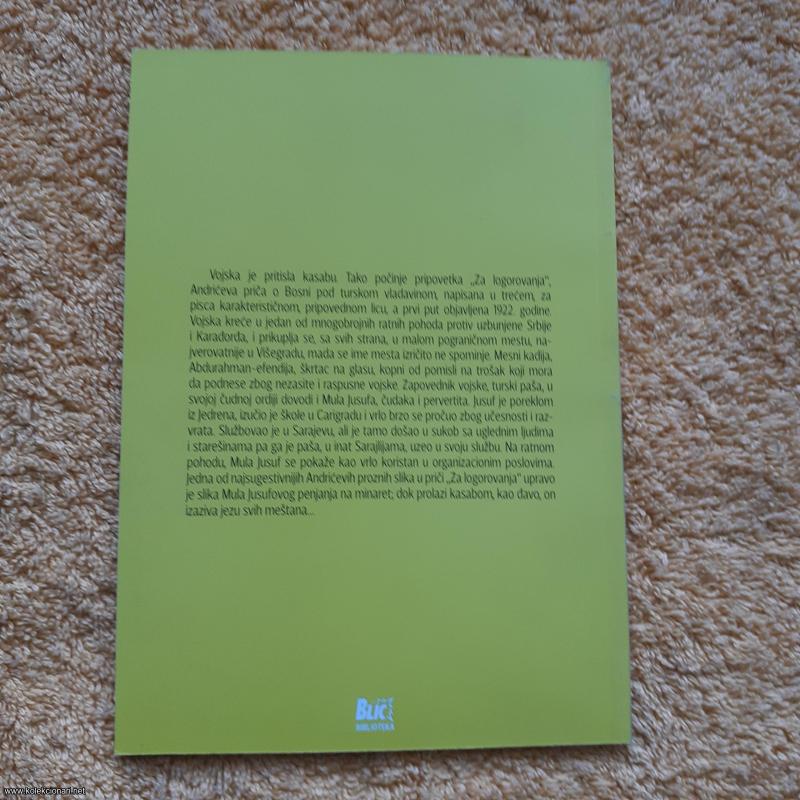 Vojska je pritisla kasabu. Tako počinje pripovetka „Za logorovanja",
Andrićeva priča o Bosni pod turskom vladavinom, napisana u trećem, za
pisca karakterističnom, pripovednom licu, a prvi put objavljena 1922. godine.
Vojska kreće u jedan od mnogobrojnih ratnih pohoda protiv uzbunjene Srbije
i Karađorđa, i prikuplja se, sa svih strana, u malom pograničnom mestu, na-
jverovatnije u Višegradu, mada se ime mesta izričito ne spominje. Mesni kadija,
Abdurahman-efendija, škrtac na glasu, kopni od pomisli na trošak koji mora
da podnese zbog nezasite i raspusne vojske. Zapovednik vojske, turski paša, u
svojoj čudnoj ordiji dovodi i Mula Jusufa, čudaka i pervertita. Jusuf je poreklom
iz Jedrena, izučio je škole u Carigradu i vrlo brzo se pročuo zbog učesnosti i raz-
vrata. Službovao je u Sarajevu, ali je tamo došao u sukob sa uglednim ljudima
i starešinama pa ga je paša, u inat Sarajlijama, uzeo u svoju službu. Na ratnom
pohodu, Mula Jusuf se pokaže kao vrlo koristan u organizacionim poslovima.
Jedna od najsugestivnijih Andrićevih proznih slika u priči „Za logorovanja" upravo
je slika Mula Jusufovog penjanja na minaret; dok prolazi kasabom, kao đavo, on
izaziva jezu svih meštana...
BLIC
BIBLIOTEKA
www.kolekcionari.net